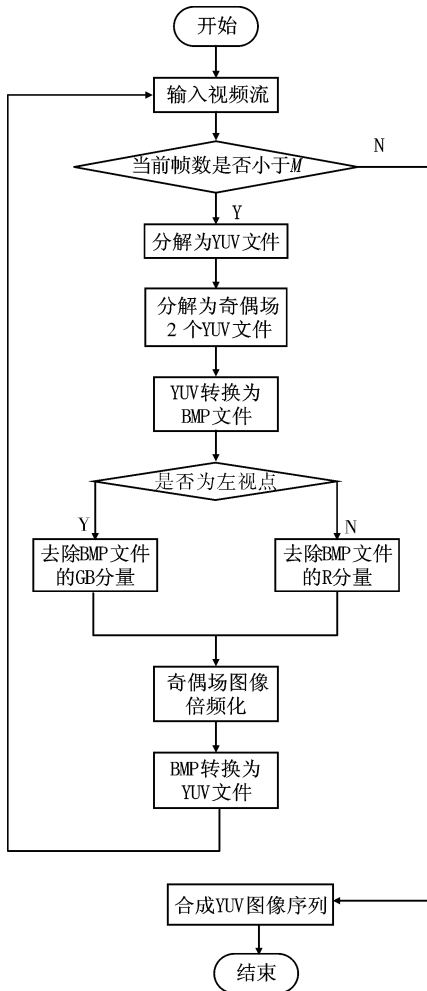 开始
输入视频流
当前帧数是否小于M
N
Y
分解为YUV文件
分解为奇偶场
2个YUV文件
YUV转换为
BMP文件
是否为左视点
Y
N
去除BMP文件
的GB分量
去除BMP文件
的R分量
奇偶场图像
倍频化
BMP转换为
YUV文件
合成YUV图像序列
结束